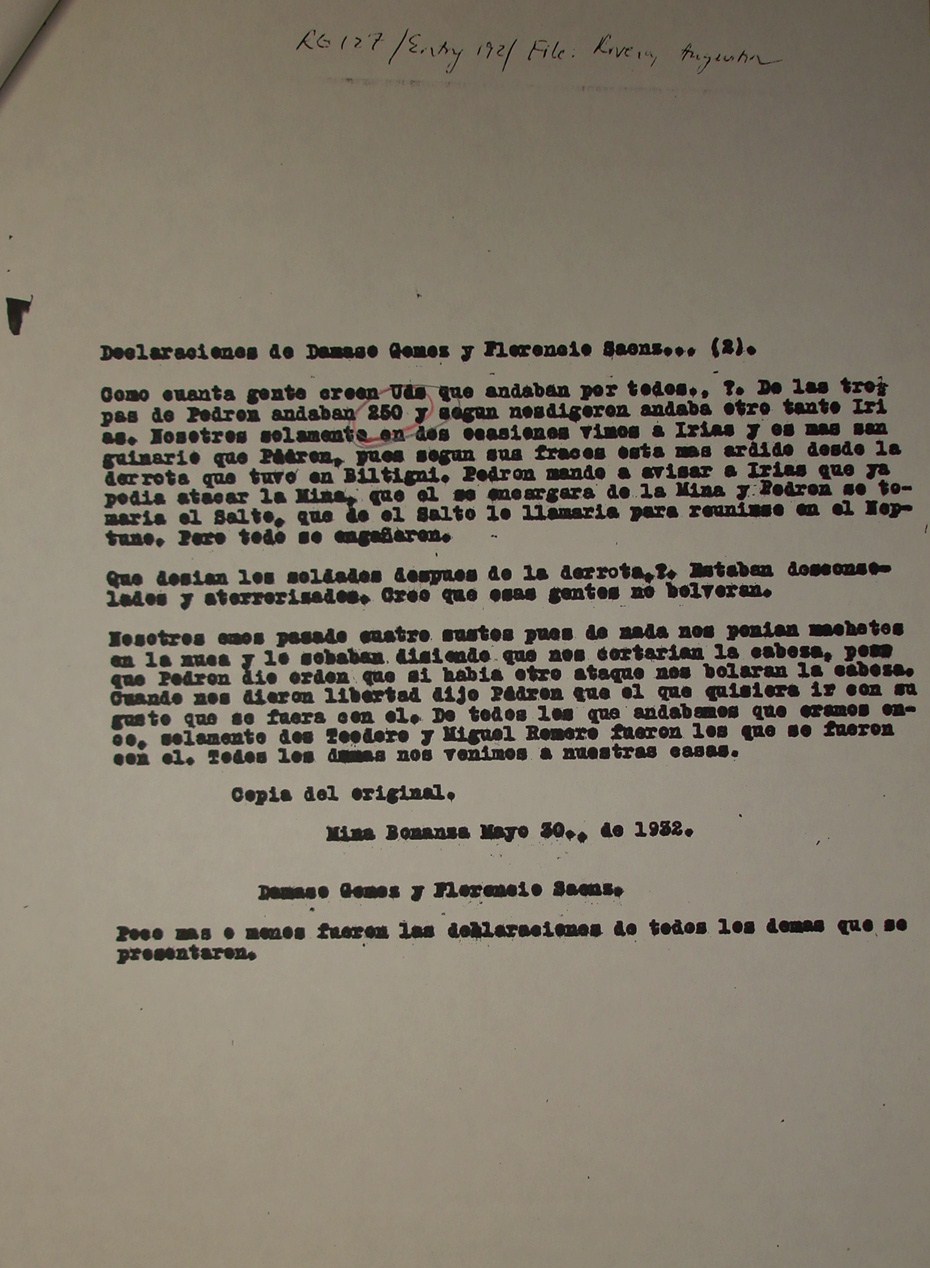 RG 127 / Entry 192 / File: Rivera, Augustin
Declaraciones de Damaso Gomez y Florencio Saenz... (2).
Como cuanta gente creen Uds que andaban por todos., ?. De las tro
pas de Pedron andaban 250 y segun nosdigeron andaba otro tanto Iri
as. Nosotros solamente en dos ocasiones vimos a Irias y es mas san
guinario que Pedron, pues segun sus fraces esta mas ardido desde la
derrota que tuvo en Biltigni. Pedron mando a avisar a Irias que ya
podia atacar la Mina, que el se encargara de la Mina y Pedron se to-
maria el Salto, que de el Salto lo llamaria para reunirse en el Nep-
tuno. Pero todo se engañaron.
Que desian los soldados despues de la derrota,?. Estaban desconso-
lados y aterrorisados. Creo que esas gentes no bolveran.
Nosotros emos pasado cuatro sustos pues de nada nos ponian machetes
en la nuca y lo sobaban disiendo que nos cortarian la cabesa, pero
que Pedron dio orden que si habia otro ataque nos bolaran la cabesa.
Cuando nos dieron libertad dijo Pedron que el que quisiera ir con su
gusto que se fuera con el. De todos los que andabamos que eramos on-
ce, solamente dos Teodoro y Miguel Romero fueron los que se fueron
con el. Todos los demas nos venimos a nuestras casas.
Copia del original.
Mina Bonanza Mayo 30., de 1932.
Damaso Gomez y Florencio Saenz.
Poco mas o menos fueron las deklaraciones de todos los demas que se
presentaron.